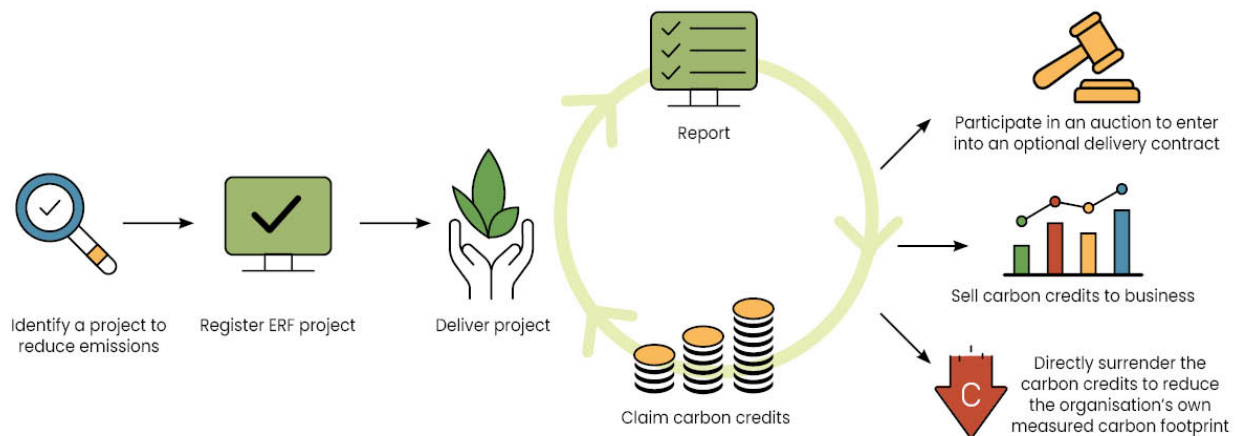 Identify a project to
reduce emissions
Register ERF project
Deliver project
Report
Claim carbon credits
Participate in an auction to enter
into an optional delivery contract
Sell carbon credits to business
C
Directly surrender the
carbon credits to reduce
the organisation's own
measured carbon footprint